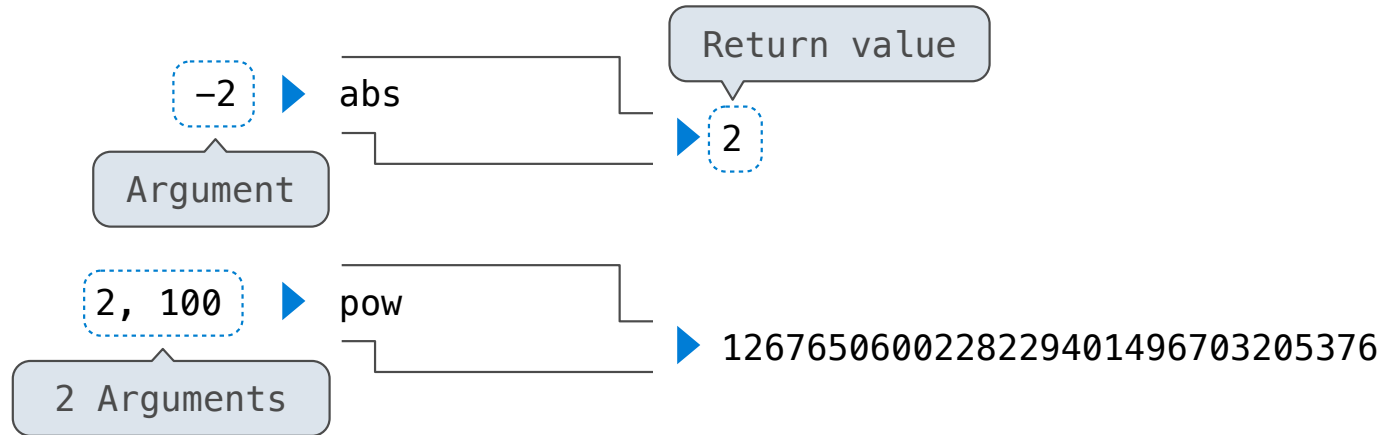 Return value
−2 abs
2
Argument
2, 100 pow
1267650600228229401496703205376
2 Arguments